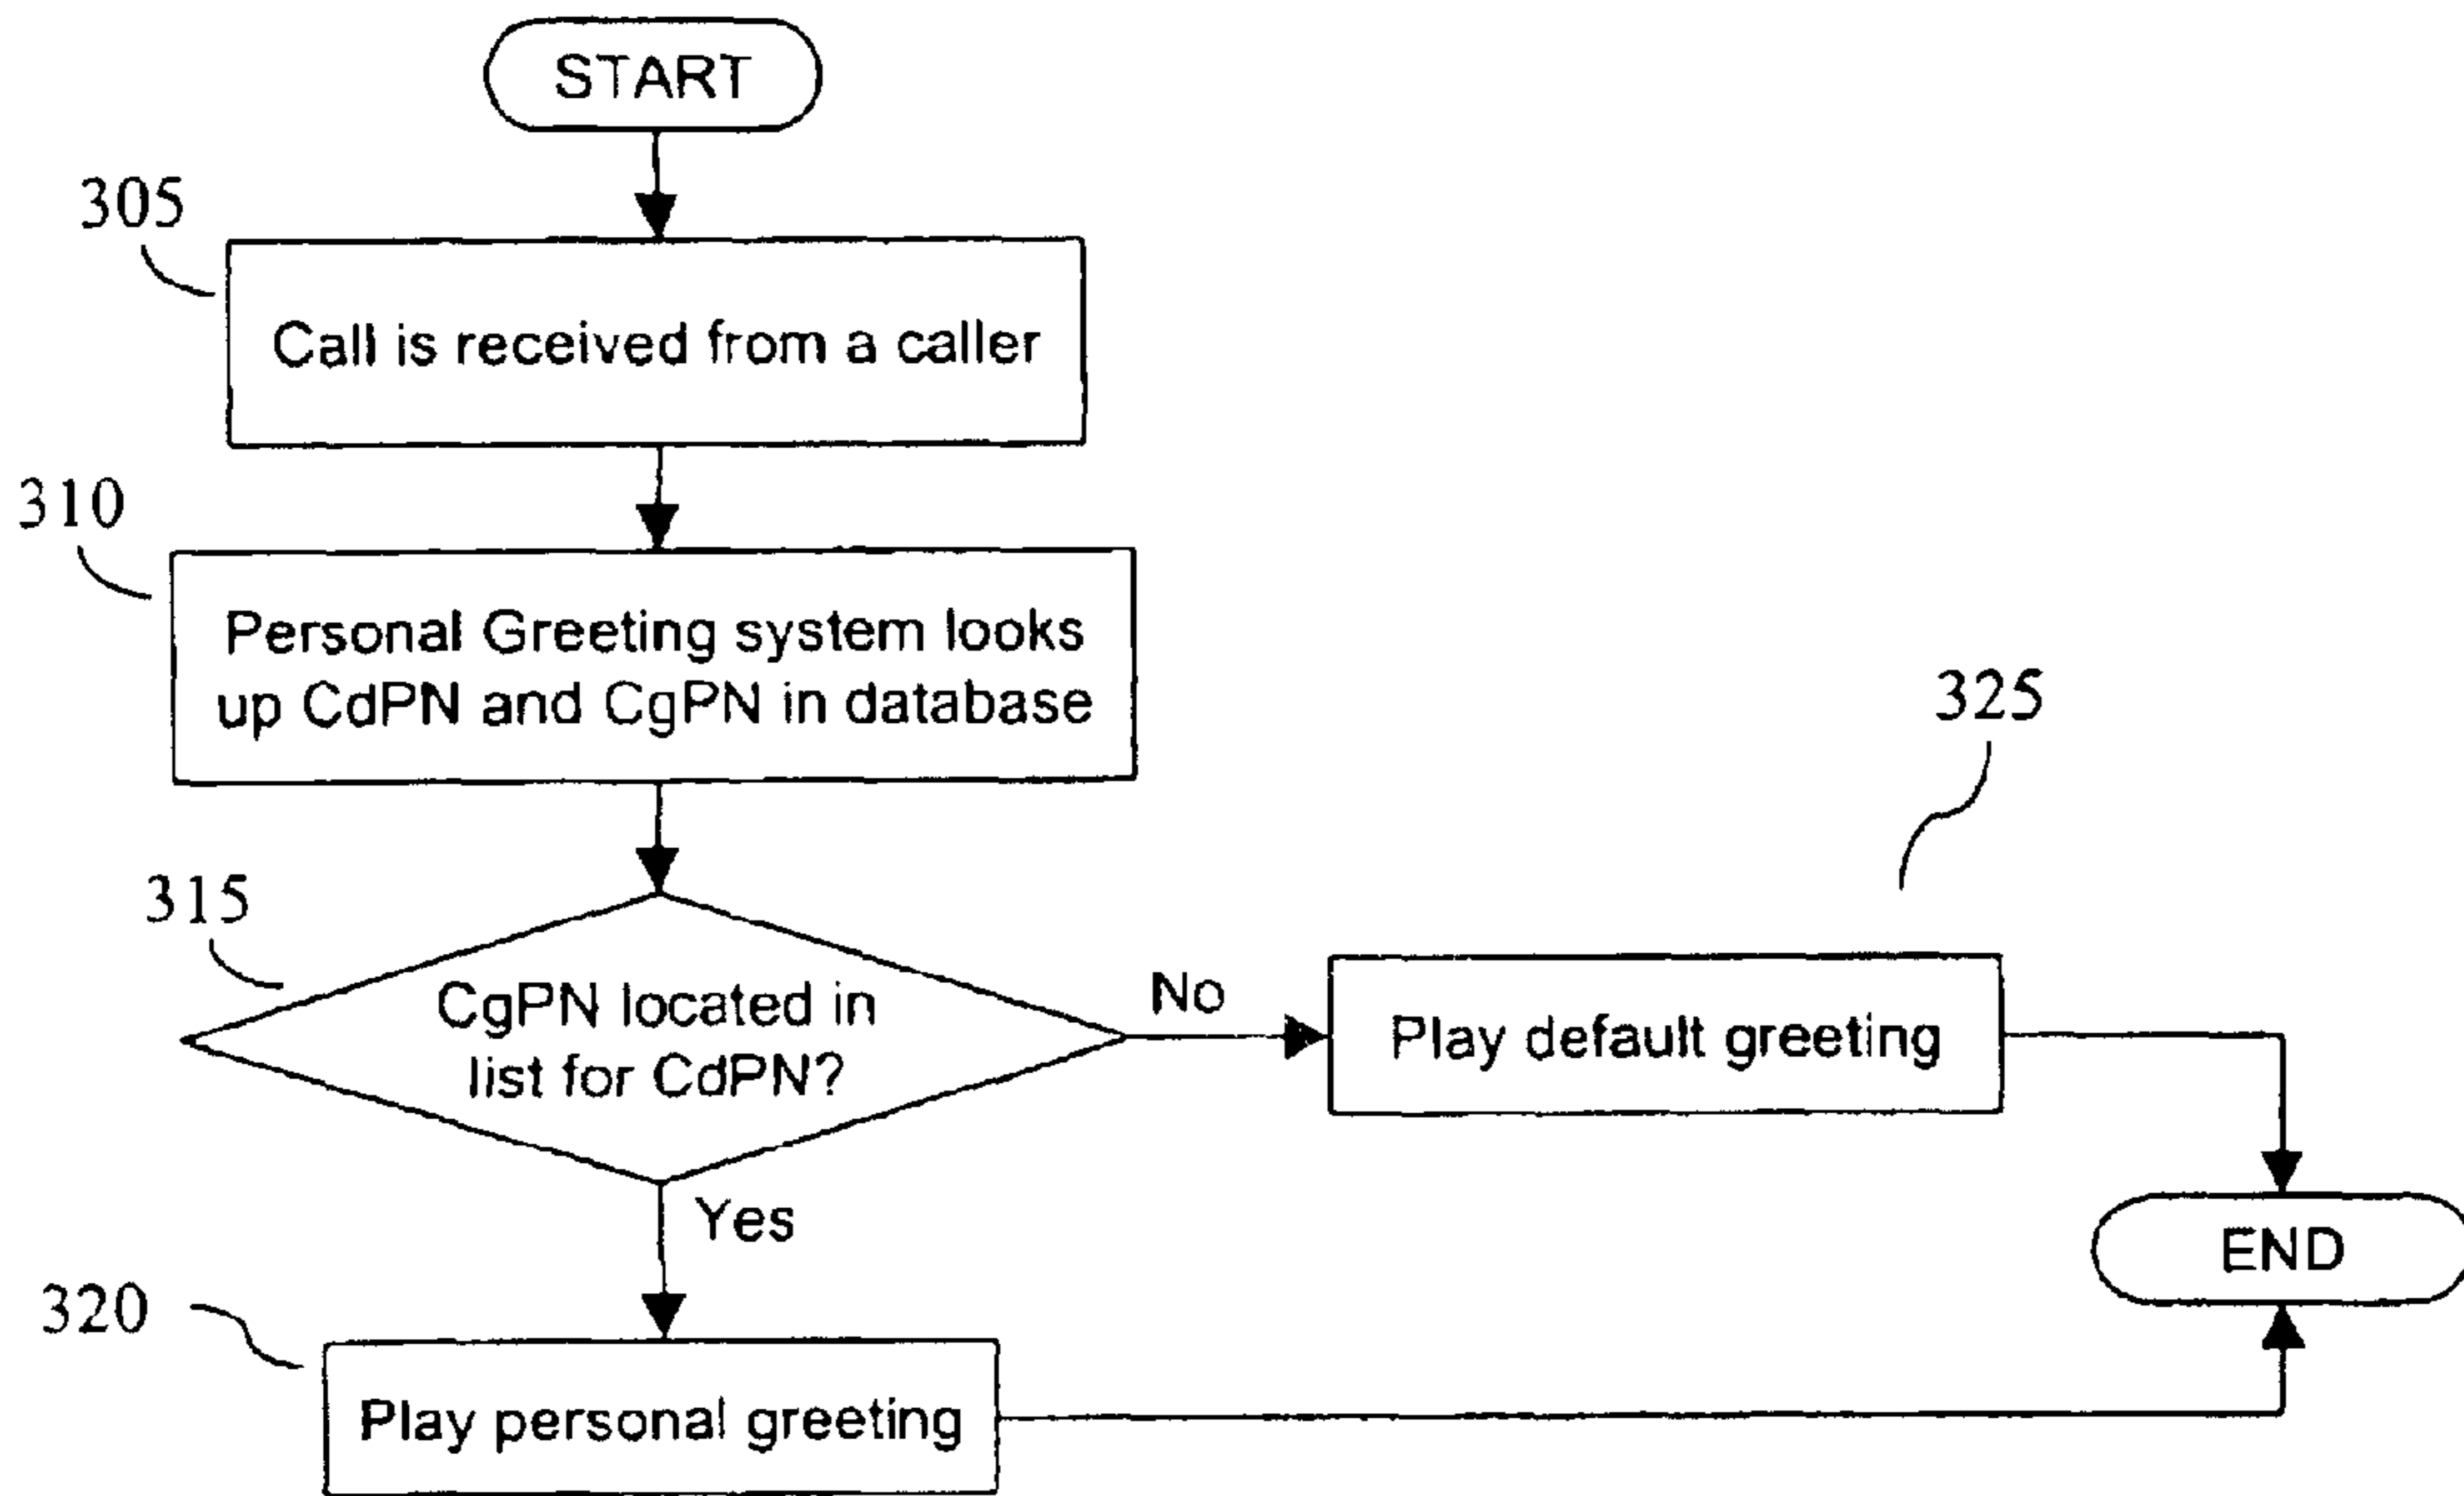 START
305
Call is received from a caller
310
Personal Greeting system looks
up CdPN and CgPN in database
325
315
CgPN located in
list for CdPN?
No
Play default greeting
Yes
END
320
Play personal greeting